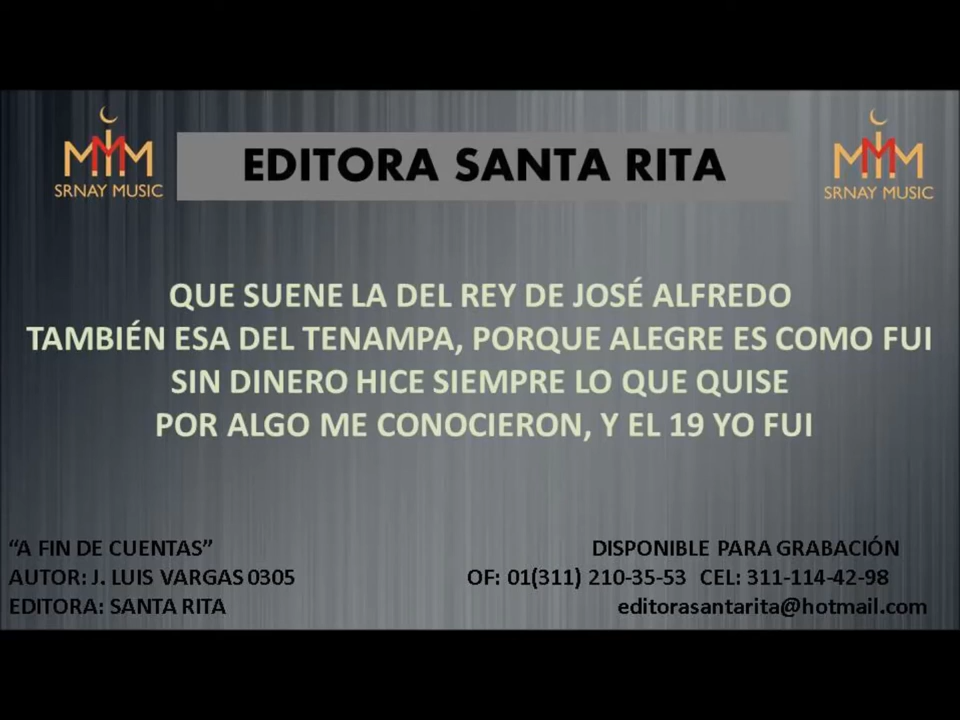 SRNAY MUSIC
EDITORA SANTA RITA
SRNAY MUSIC
QUE SUENE LA DEL REY DE JOSÉ ALFREDO
TAMBIÉN ESA DEL TENAMPA, PORQUE ALEGRE ES COMO FUI
SIN DINERO HICE SIEMPRE LO QUE QUISE
POR ALGO ME CONOCIERON, Y EL 19 YO FUI
“A FIN DE CUENTAS”
AUTOR: J. LUIS VARGAS 0305
EDITORA: SANTA RITA
DISPONIBLE PARA GRABACIÓN
OF: 01(311) 210-35-53 CEL: 311-114-42-98
editorasantarita@hotmail.com